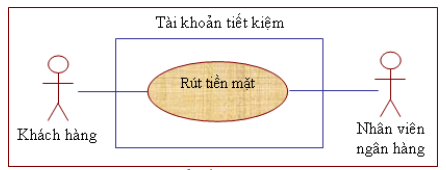 Tài khoản tiết kiệm
Rút tiền mặt
Khách hàng
Nhân viên
ngân hàng